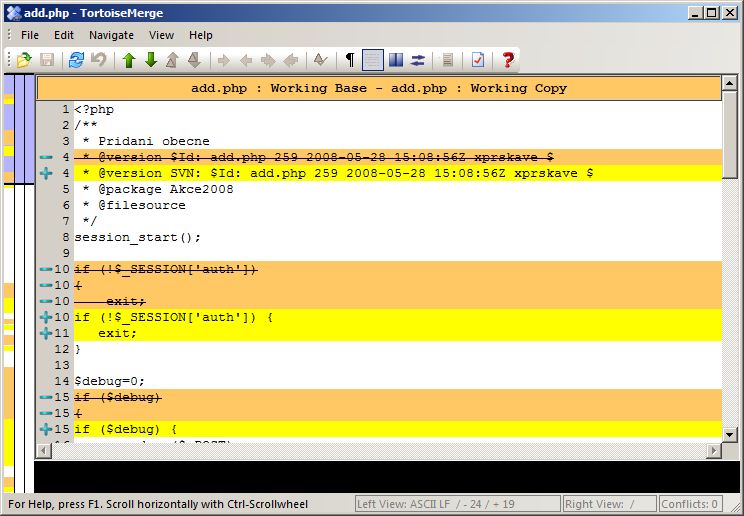 add.php - TortoiseMerge
File Edit Navigate View Help
add.php : Working Base - add.php : Working Copy
1 <?php
2 /**
3  * Pridani obecne
4  * @version $Id: add.php 259 2008-05-28 15:08:56Z xprskave $
4  * @version SVN: $Id: add.php 259 2008-05-28 15:08:56Z xprskave $
5  * @package Akce2008
6  * @filesource
7  */
8 session_start();
9
10 if (!$_SESSION['auth'])
10 {
10     exit;
10 if (!$_SESSION['auth']) {
11    exit;
12 }
13
14 $debug=0;
15 if ($debug)
15 {
15 if ($debug) {
For Help, press F1. Scroll horizontally with Ctrl-Scrollwheel Left View: ASCII LF / - 24 / + 19 Right View: / Conflicts: 0